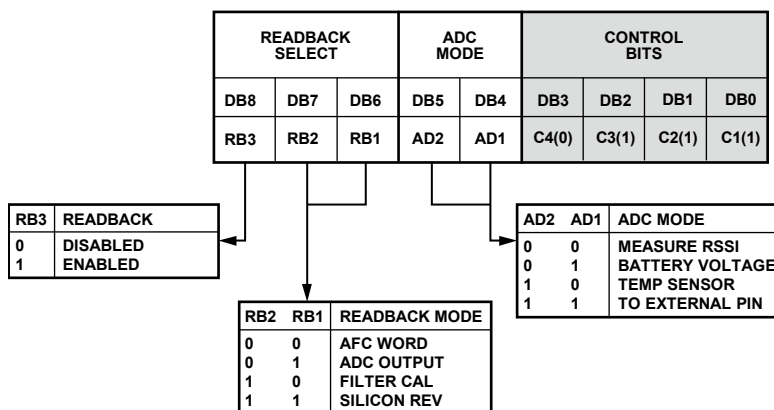 READBACK SELECT ADC MODE CONTROL BITS
DB8 DB7 DB6 DB5 DB4 DB3 DB2 DB1 DB0
RB3 RB2 RB1 AD2 AD1 C4(0) C3(1) C2(1) C1(1)
RB3 READBACK
0 DISABLED
1 ENABLED
AD2 AD1 ADC MODE
0 0 MEASURE RSSI
0 1 BATTERY VOLTAGE
1 0 TEMP SENSOR
1 1 TO EXTERNAL PIN
RB2 RB1 READBACK MODE
0 0 AFC WORD
0 1 ADC OUTPUT
1 0 FILTER CAL
1 1 SILICON REV